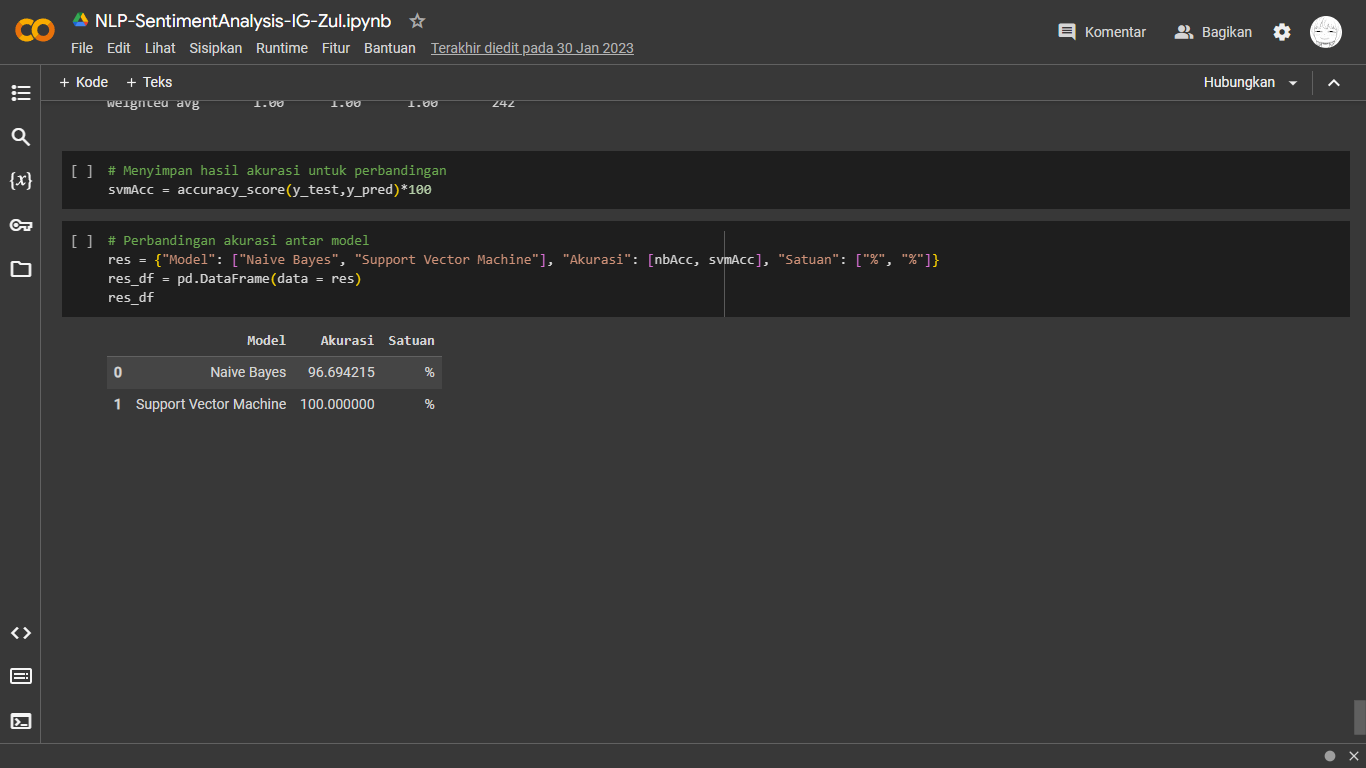 NLP-SentimentAnalysis-IG-Zul.ipynb
File Edit Lihat Sisipkan Runtime Fitur Bantuan Terakhir diedit pada 30 Jan 2023
Komentar Bagikan
+ Kode + Teks
Hubungkan
weighted avg 1.00 1.00 1.00 242
[ ] # Menyimpan hasil akurasi untuk perbandingan
svmAcc = accuracy_score(y_test,y_pred)*100
[ ] # Perbandingan akurasi antar model
res = {"Model": ["Naive Bayes", "Support Vector Machine"], "Akurasi": [nbAcc, svmAcc], "Satuan": ["%", "%"]}
res_df = pd.DataFrame(data = res)
res_df
Model Akurasi Satuan
0 Naive Bayes 96.694215 %
1 Support Vector Machine 100.000000 %